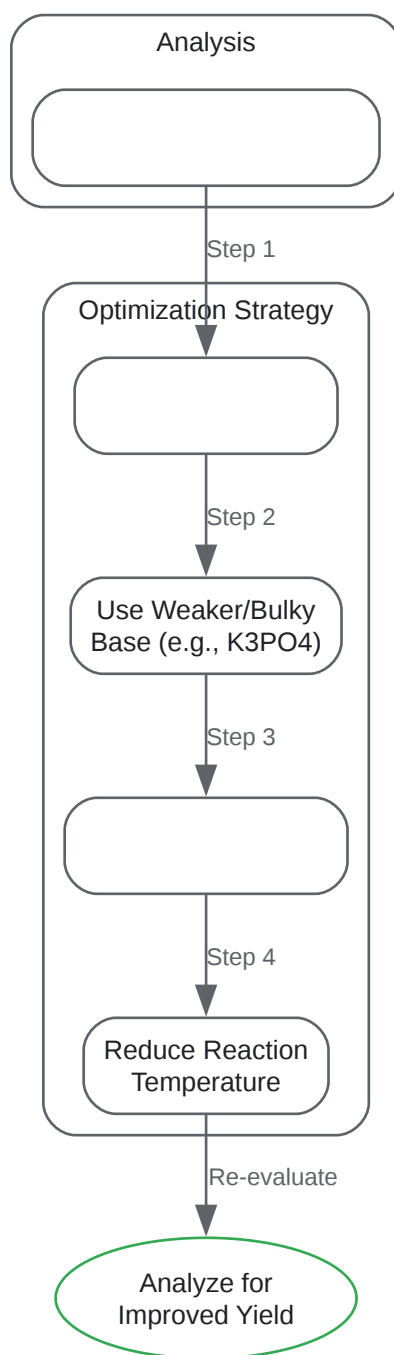 Analysis
Step 1
Optimization Strategy
Step 2
Use Weaker/Bulky
Base (e.g., K3PO4)
Step 3
Step 4
Reduce Reaction
Temperature
Re-evaluate
Analyze for
Improved Yield